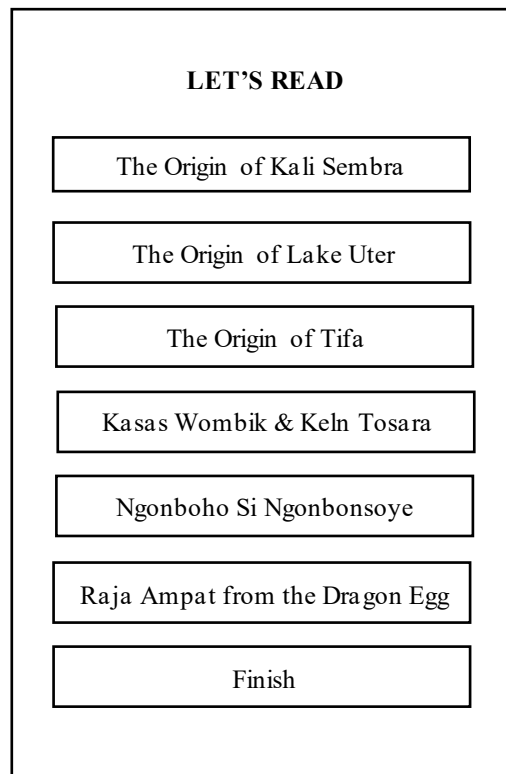 LET’S READ
The Origin of Kali Sembra
The Origin of Lake Uter
The Origin of Tifa
Kasas Wombik & Keln Tosara
Ngonboho Si Ngonbonsoye
Raja Ampat from the Dragon Egg
Finish